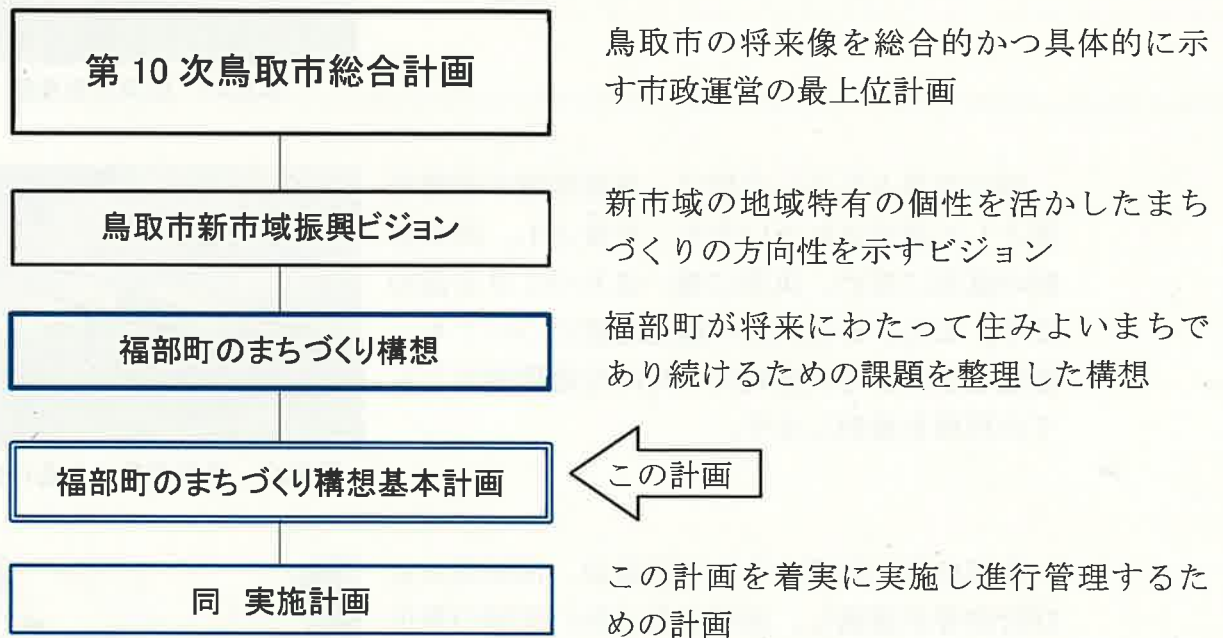 第10次鳥取市総合計画
鳥取市の将来像を総合的かつ具体的に示
す市政運営の最上位計画
鳥取市新市域振興ビジョン
新市域の地域特有の個性を活かしたまち
づくりの方向性を示すビジョン
福部町のまちづくり構想
福部町が将来にわたって住みよいまちで
あり続けるための課題を整理した構想
福部町のまちづくり構想基本計画
この計画
同 実施計画
この計画を着実に実施し進行管理するた
めの計画